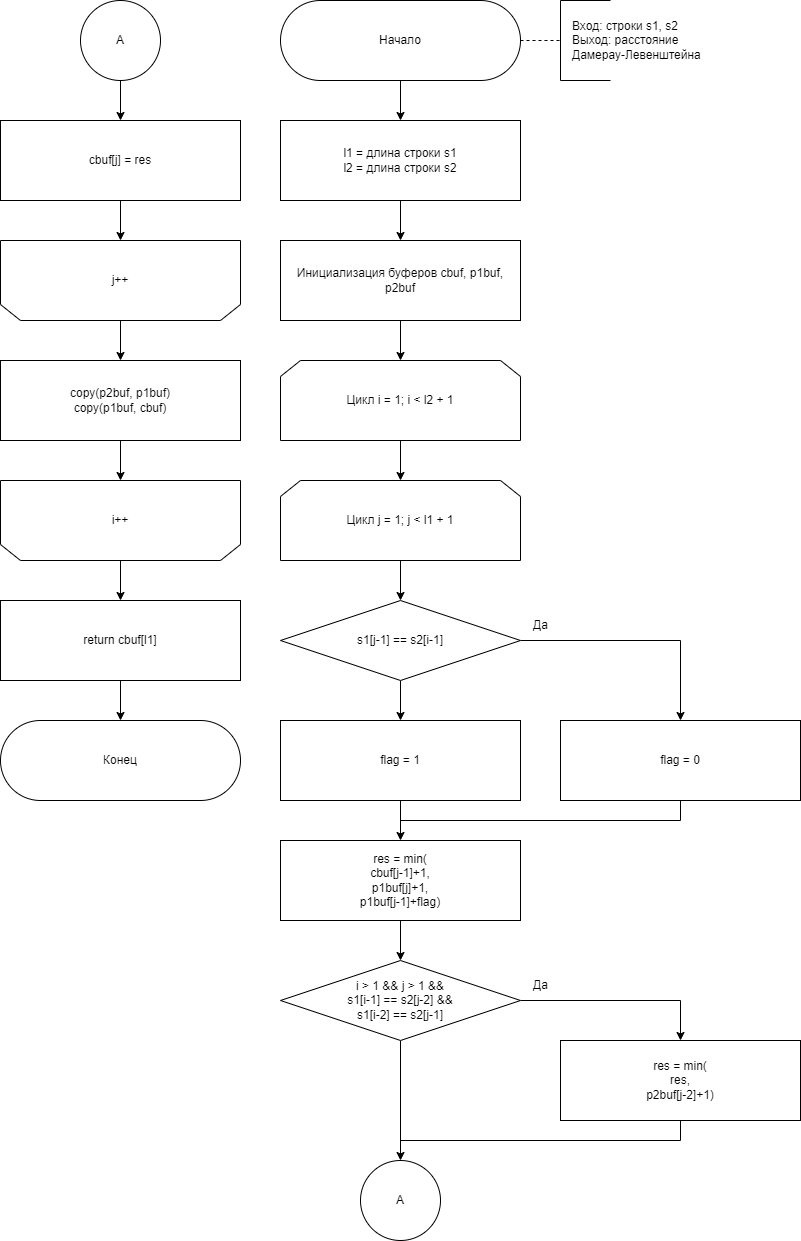 А
cbuf[j] = res
j++
copy(p2buf, p1buf)
copy(p1buf, cbuf)
i++
return cbuf[l1]
Конец
Начало
Вход: строки s1, s2
Выход: расстояние
Дамерау-Левенштейна
l1 = длина строки s1
l2 = длина строки s2
Инициализация буферов cbuf, p1buf,
p2buf
Цикл i = 1; i < l2 + 1
Цикл j = 1; j < l1 + 1
s1[j-1] == s2[i-1]
Да
flag = 1
flag = 0
res = min(
cbuf[j-1]+1,
p1buf[j]+1,
p1buf[j-1]+flag)
i > 1 && j > 1 &&
s1[i-1] == s2[j-2] &&
s1[i-2] == s2[j-1]
Да
res = min(
res,
p2buf[j-2]+1)
А